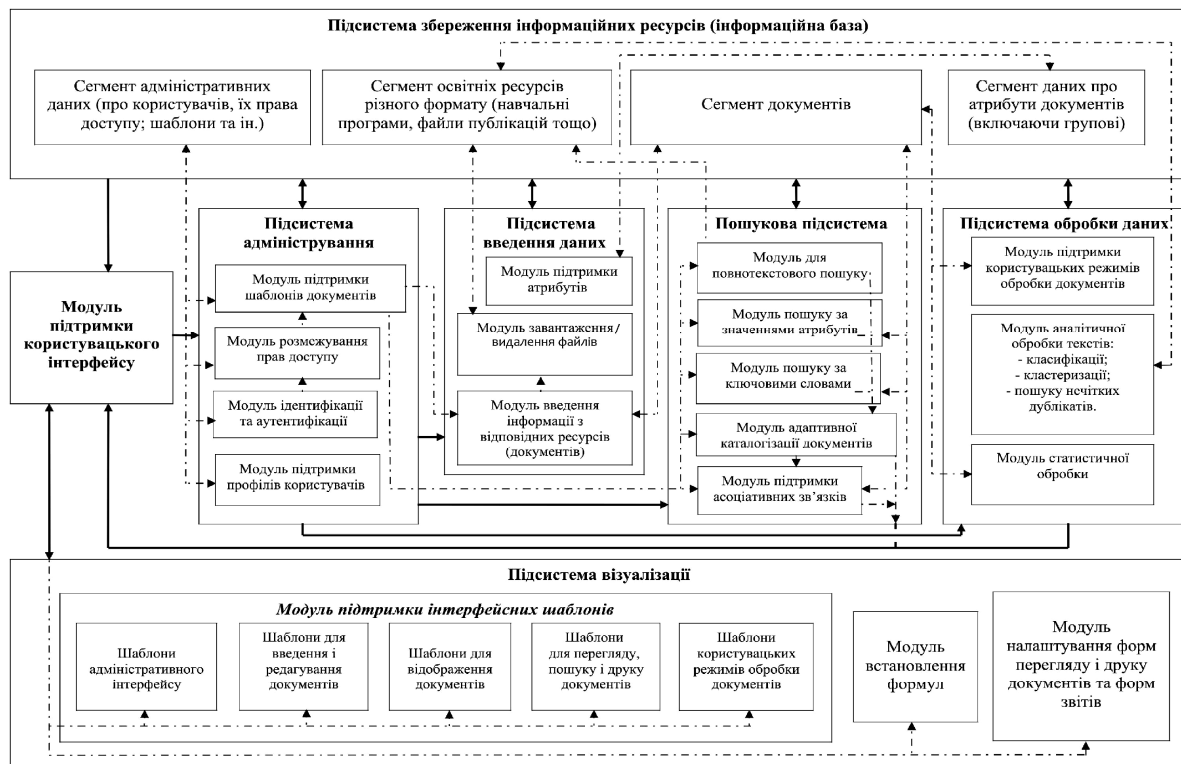 Підсистема збереження інформаційних ресурсів (інформаційна база)
Сегмент адміністративних
даних (про користувачів, їх права
доступу; шаблони та ін.)
Сегмент освітніх ресурсів
різного формату (навчальні
програми, файли публікацій тощо)
Сегмент документів
Сегмент даних про
атрибути документів
(включаючи групові)
Модуль
підтримки
користувацького
інтерфейсу
Підсистема
адміністрування
Модуль підтримки
шаблонів документів
Модуль розмежування
прав доступу
Модуль ідентифікації
та аутентифікації
Модуль підтримки
профілів користувачів
Підсистема
введення даних
Модуль підтримки
атрибутів
Модуль завантаження/
видалення файлів
Модуль введення
інформації з
відповідних ресурсів
(документів)
Пошукова підсистема
Модуль для
повнотекстового пошуку
Модуль пошуку за
значеннями атрибутів
Модуль пошуку за
ключовими словами
Модуль адаптивної
каталогізації документів
Модуль підтримки
асоціативних зв’язків
Підсистема обробки даних
Модуль підтримки
користувацьких режимів
обробки документів
Модуль аналітичної
обробки текстів:
- класифікації;
- кластеризації;
- пошуку нечітких
дублікатів.
Модуль статистичної
обробки
Підсистема візуалізації
Модуль підтримки інтерфейсних шаблонів
Шаблони
адміністративного
інтерфейсу
Шаблони для
введення і
редагування
документів
Шаблони для
відображення
документів
Шаблони
для перегляду,
пошуку і друку
документів
Шаблони
користувацьких
режимів обробки
документів
Модуль
встановлення
формул
Модуль
налаштування форм
перегляду і друку
документів та форм
звітів